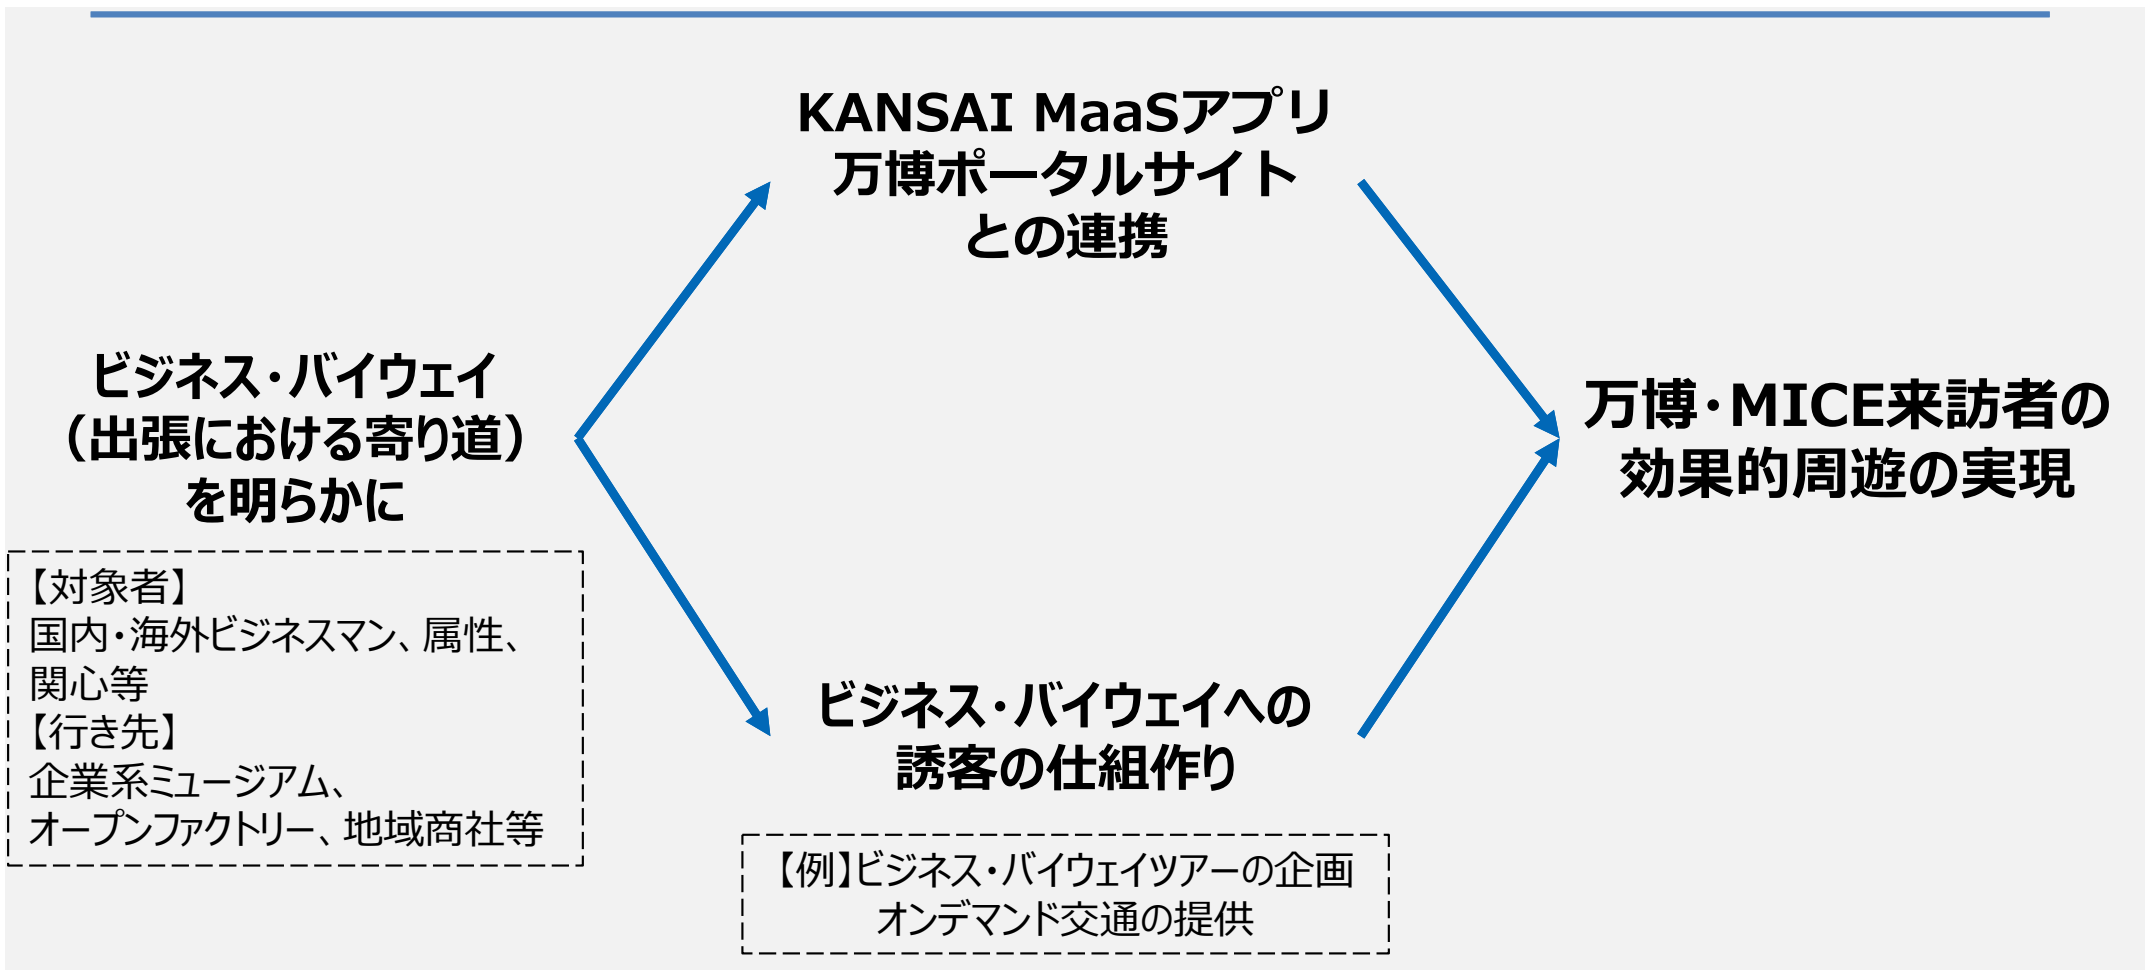 KANSAI MaaSアプリ
万博ポータルサイト
との連携
ビジネス・バイウェイ
（出張における寄り道）
を明らかに
【対象者】
国内・海外ビジネスマン、属性、
関心等
【行き先】
企業系ミュージアム、
オープンファクトリー、地域商社等
ビジネス・バイウェイへの
誘客の仕組作り
【例】ビジネス・バイウェイツアーの企画
オンデマンド交通の提供
万博・MICE来訪者の
効果的周遊の実現